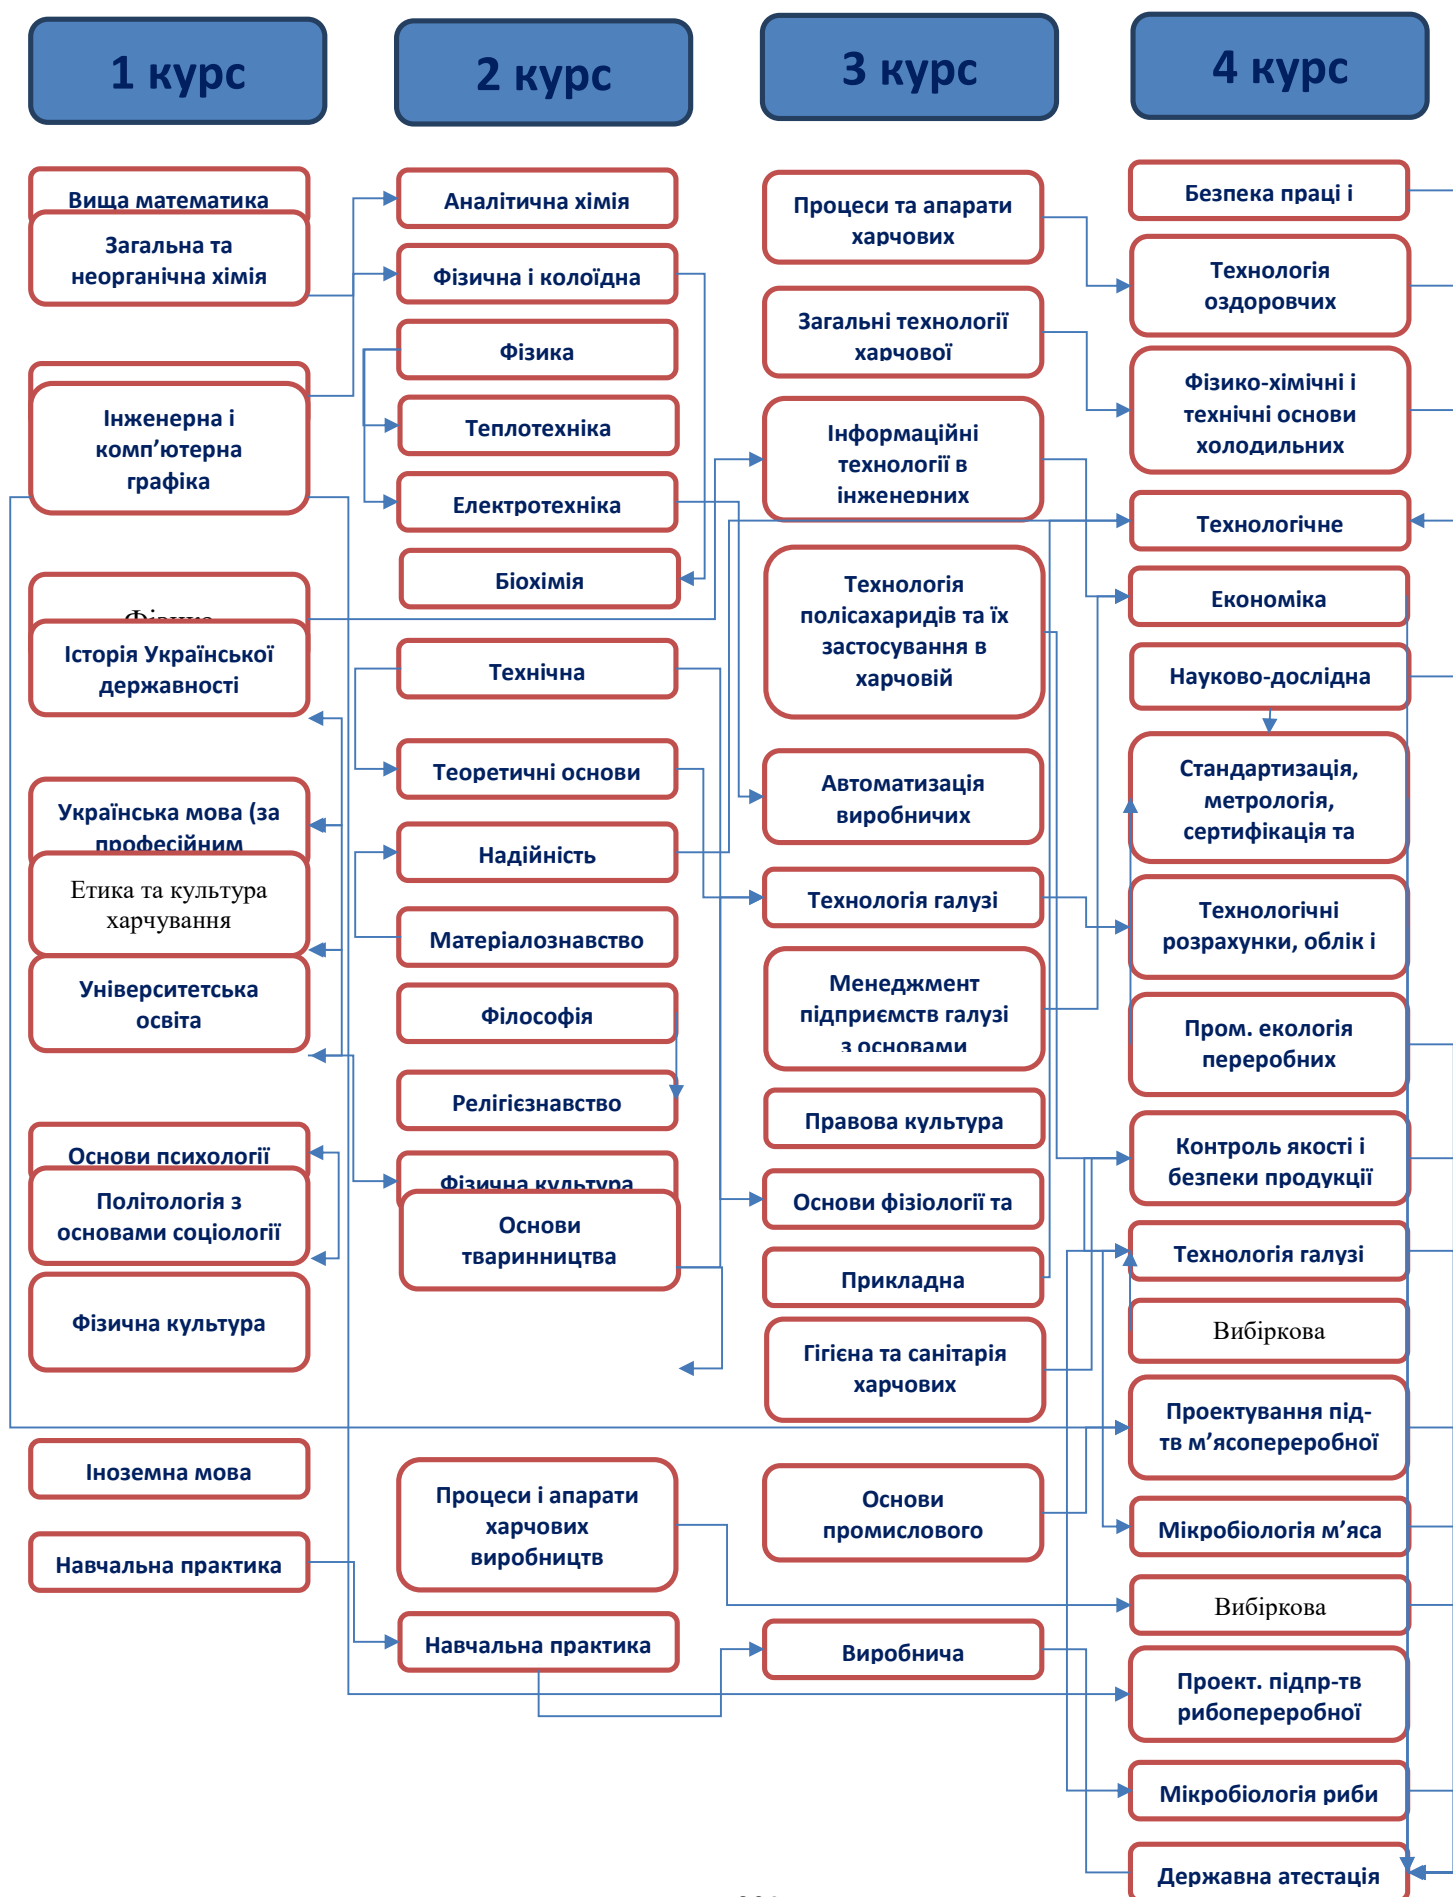 1 курс
2 курс
3 курс
4 курс
Вища математика
Загальна та
неорганічна хімія
Інженерна і
комп’ютерна
графіка
Історія Української
державності
Українська мова (за
професійним
Етика та культура
харчування
Університетська
освіта
Основи психології
Політологія з
основами соціології
Фізична культура
Іноземна мова
Навчальна практика
Аналітична хімія
Фізична і колоїдна
Фізика
Теплотехніка
Електротехніка
Біохімія
Технічна
Теоретичні основи
Надійність
Матеріалознавство
Філософія
Релігієзнавство
Фізична культура
Основи
тваринництва
Процеси і апарати
харчових
виробництв
Навчальна практика
Процеси та апарати
харчових
Загальні технології
харчової
Інформаційні
технології в
інженерних
Технологія
полісахаридів та їх
застосування в
харчовій
Автоматизація
виробничих
Технологія галузі
Менеджмент
підприємств галузі
з основами
Правова культура
Основи фізіології та
Прикладна
Гігієна та санітарія
харчових
Основи
промислового
Виробнича
Безпека праці і
Технологія
оздоровчих
Фізико-хімічні і
технічні основи
холодильних
Технологічне
Економіка
Науково-дослідна
Стандартизація,
метрологія,
сертифікація та
Технологічні
розрахунки, облік і
Пром. екологія
переробних
Контроль якості і
безпеки продукції
Технологія галузі
Вибіркова
Проектування під-
тв м’ясопереробної
Мікробіологія м’яса
Вибіркова
Проект. підпр-тв
рибопереробної
Мікробіологія риби
Державна атестація